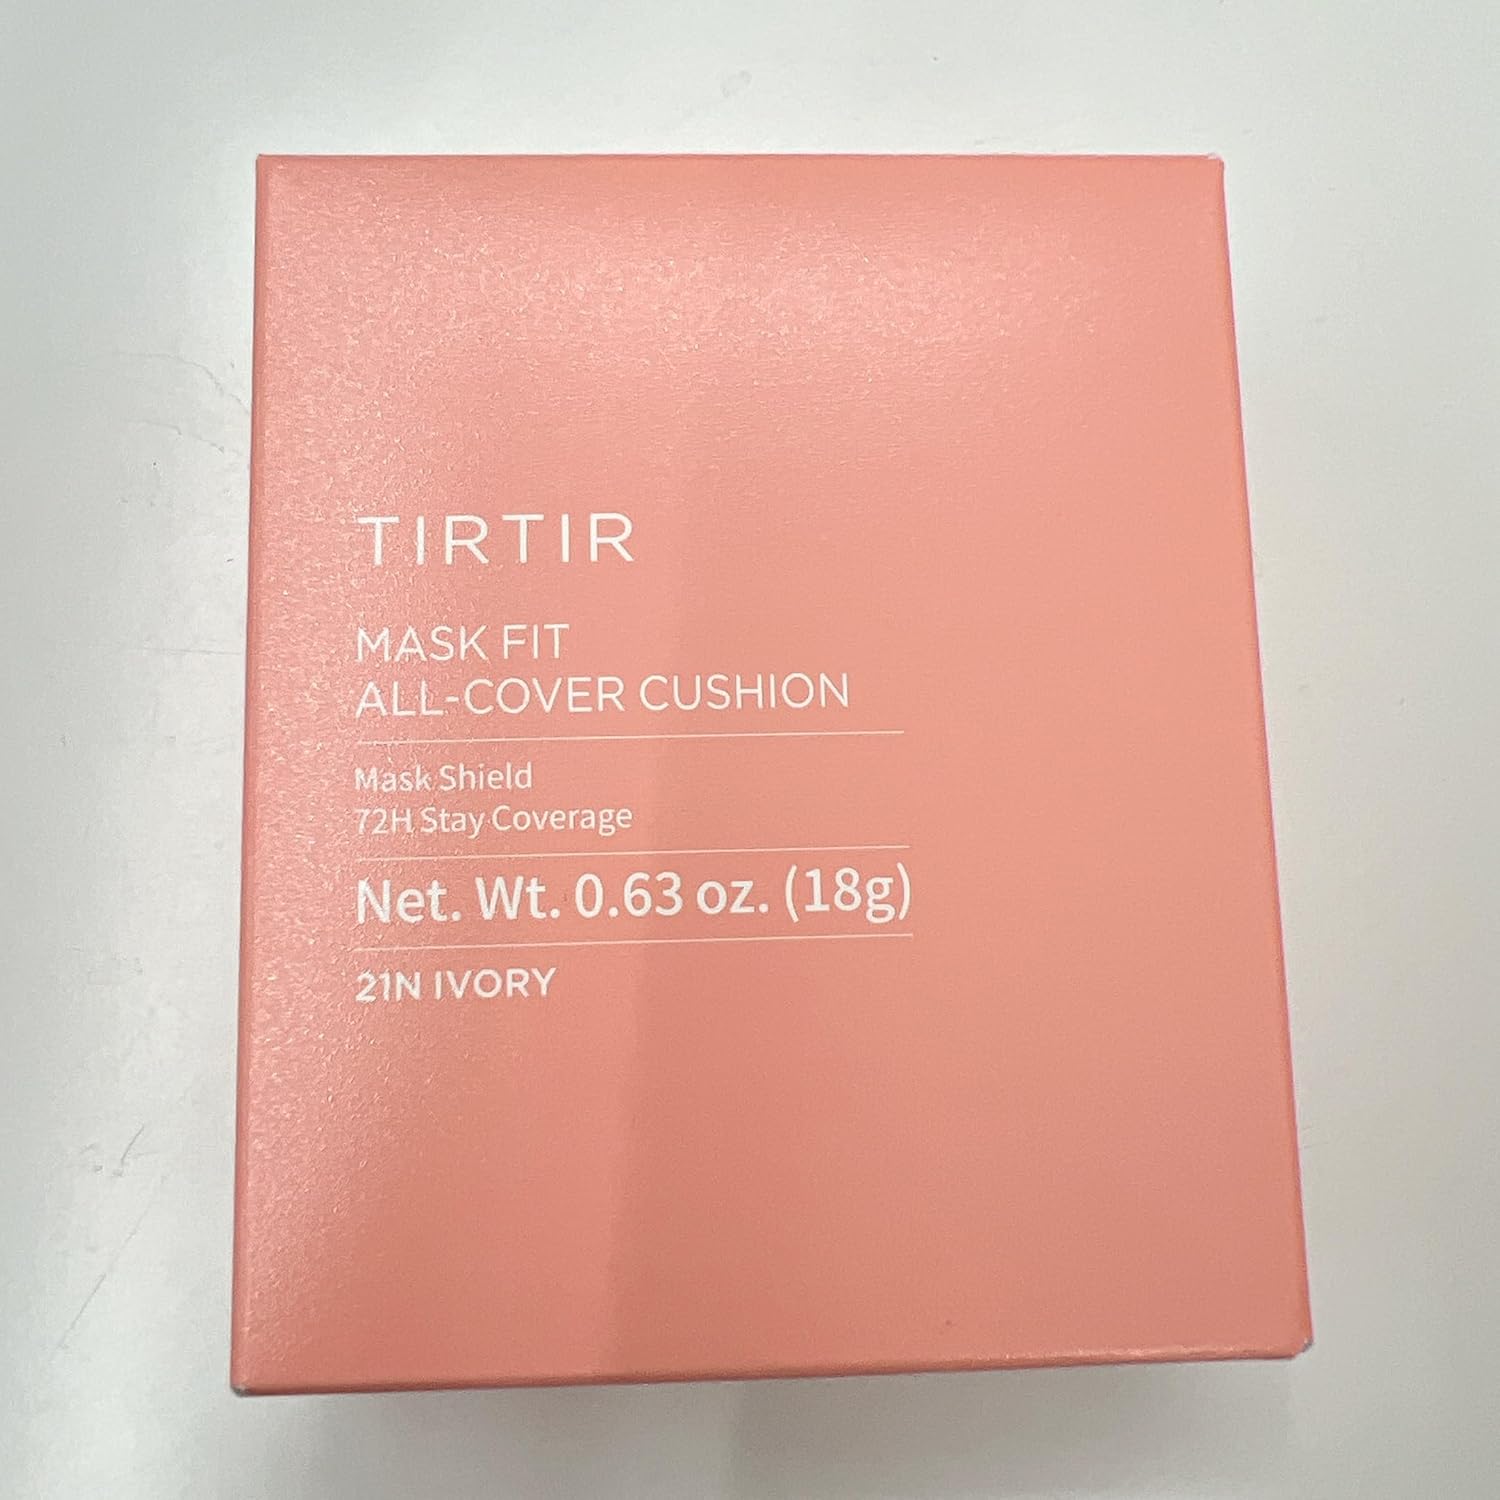 TIRTIR
MASK FIT
ALL-COVER CUSHION
Mask Shield
72H Stay Coverage
Net. Wt. 0.63 oz. (18g)
21N IVORY